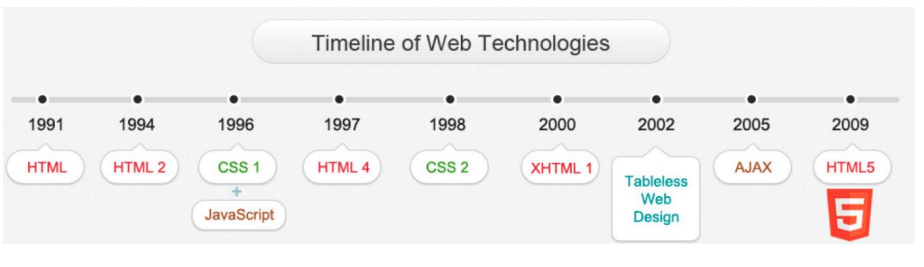 Timeline of Web Technologies
1991 1994 1996 1997 1998 2000 2002 2005 2009
HTML HTML 2 CSS 1 HTML 4 CSS 2 XHTML 1 Tableless Web Design AJAX HTML5
+
JavaScript
5